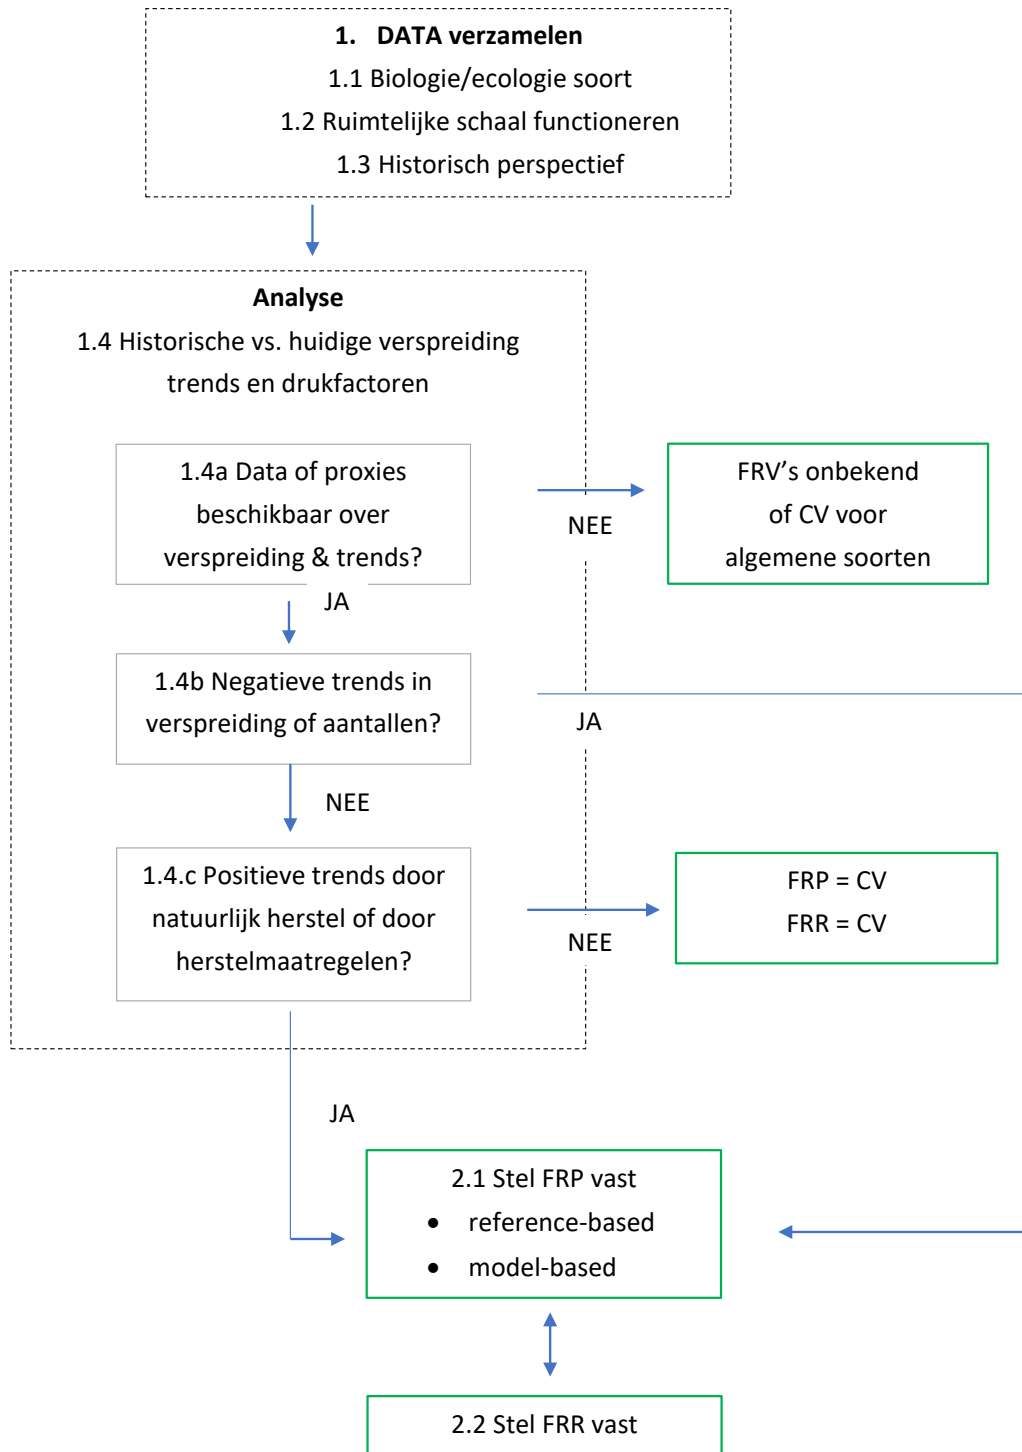 1. DATA verzamelen
1.1 Biologie/ecologie soort
1.2 Ruimtelijke schaal functioneren
1.3 Historisch perspectief
Analyse
1.4 Historische vs. huidige verspreiding
trends en drukfactoren
1.4a Data of proxies
beschikbaar over
verspreiding & trends?
NEE
FRV’s onbekend
of CV voor
algemene soorten
JA
1.4b Negatieve trends in
verspreiding of aantallen?
JA
NEE
1.4.c Positieve trends door
natuurlijk herstel of door
herstelmaatregelen?
NEE
FRP = CV
FRR = CV
JA
2.1 Stel FRP vast
• reference-based
• model-based
2.2 Stel FRR vast